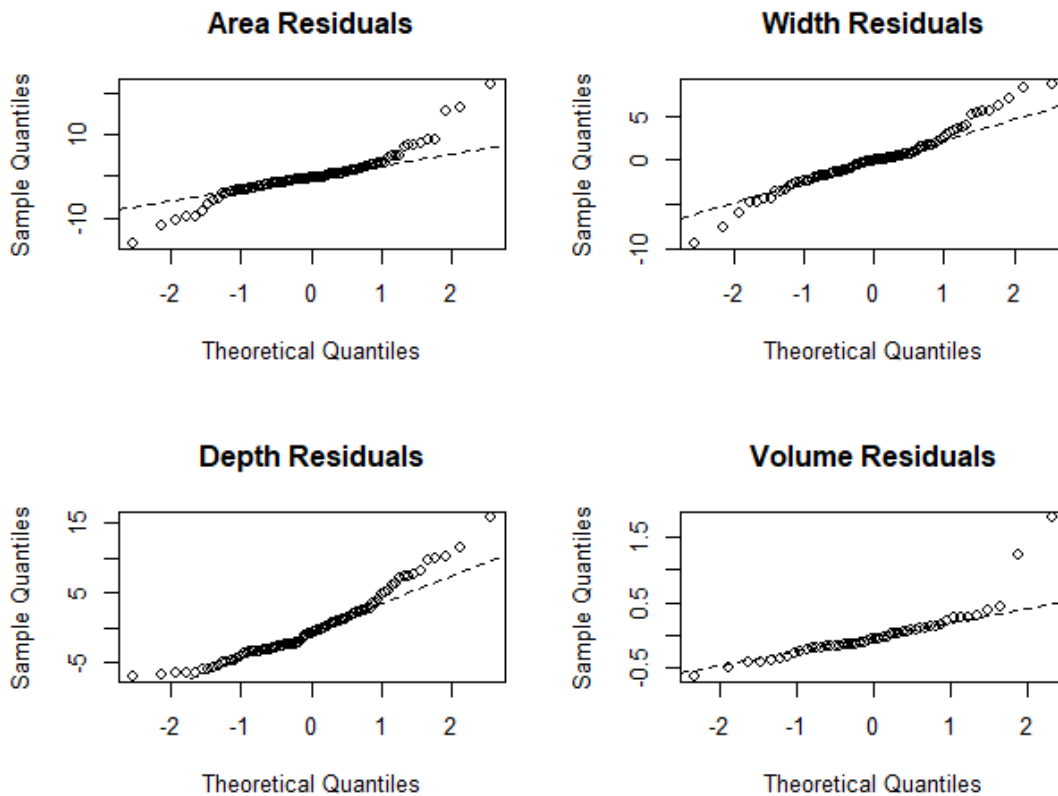 Area Residuals
Sample Quantiles
-10 10
-2 -1 0 1 2
Theoretical Quantiles
Width Residuals
Sample Quantiles
-10 0 5
-2 -1 0 1 2
Theoretical Quantiles
Depth Residuals
Sample Quantiles
-5 5 15
-2 -1 0 1 2
Theoretical Quantiles
Volume Residuals
Sample Quantiles
-0.5 0.5 1.5
-2 -1 0 1 2
Theoretical Quantiles